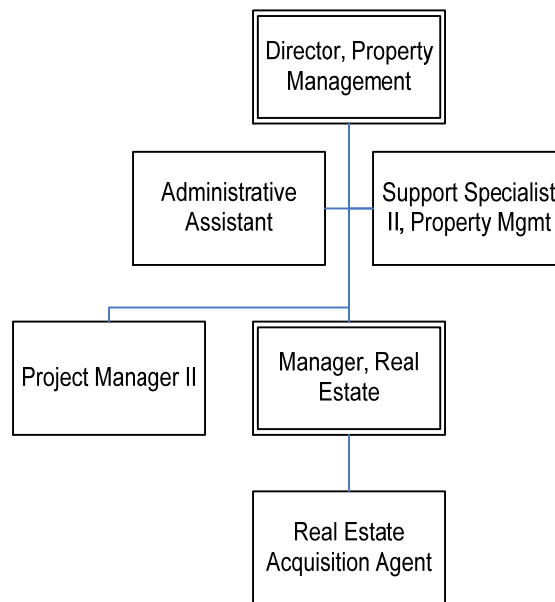 Director, Property
Management
Administrative
Assistant
Support Specialist
II, Property Mgmt
Project Manager II
Manager, Real
Estate
Real Estate
Acquisition Agent